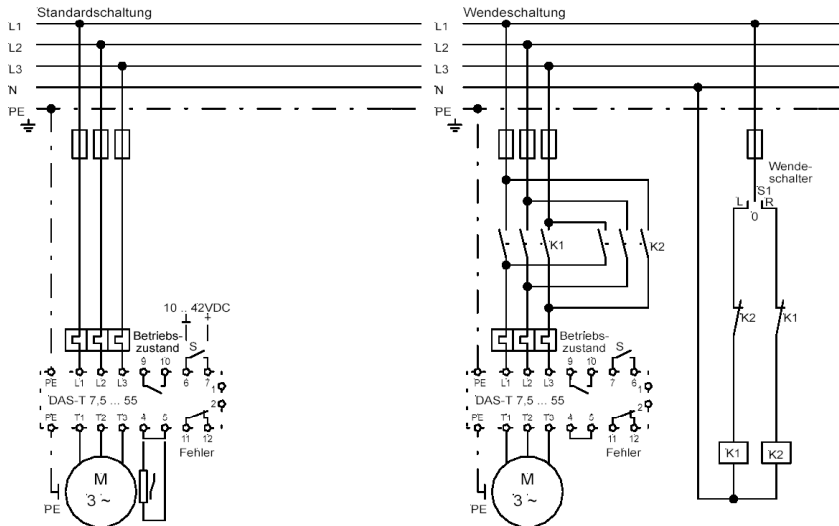 Standardschaltung
L1
L2
L3
N
PE
10 .. 42VDC
+
Betriebs-
zustand
9 10
S
6 7
PE L1 L2 L3
1
DAS-T 7,5 ... 55
2
PE T1 T2 T3 4 5
11 12
Fehler
M
3 ~
PE
Wendeschaltung
L1
L2
L3
N
PE
Wende-
schalter
S1
L R
0
K1
K2
K2
K1
Betriebs-
zustand
9 10
S
7 6
PE L1 L2 L3
1
DAS-T 7,5 ... 55
2
PE T1 T2 T3 4 5
11 12
Fehler
K1
K2
M
3 ~
PE